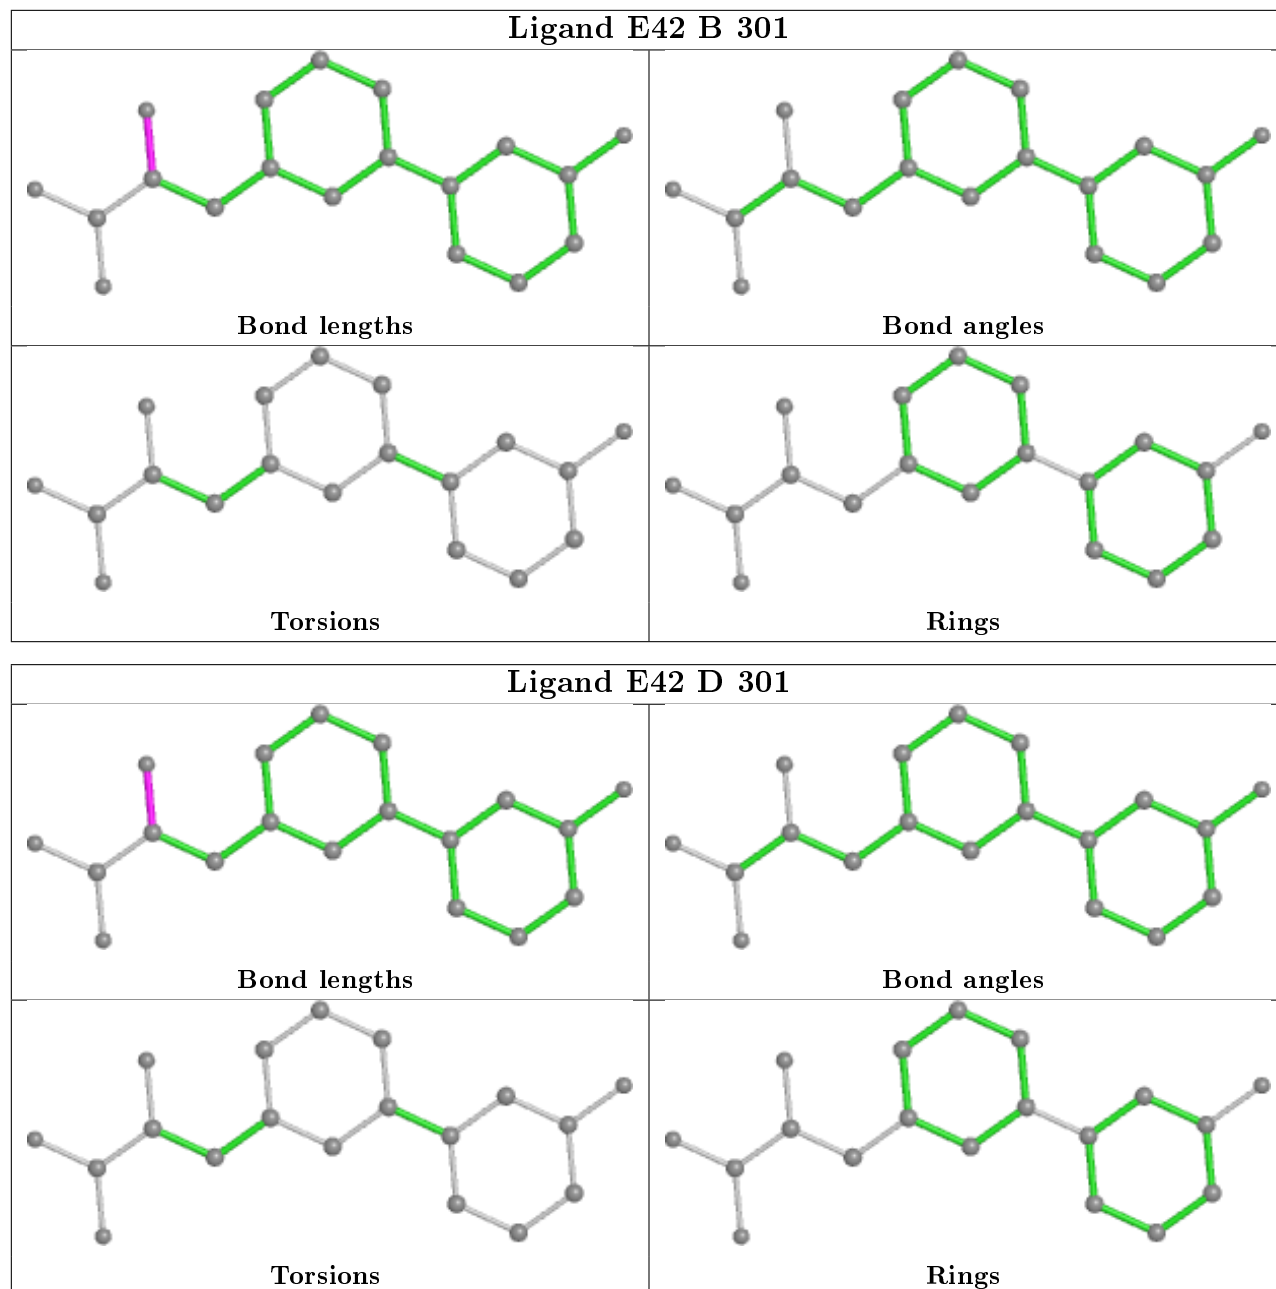 Ligand E42 B 301
Bond lengths
Bond angles
Torsions
Rings
Ligand E42 D 301
Bond lengths
Bond angles
Torsions
Rings